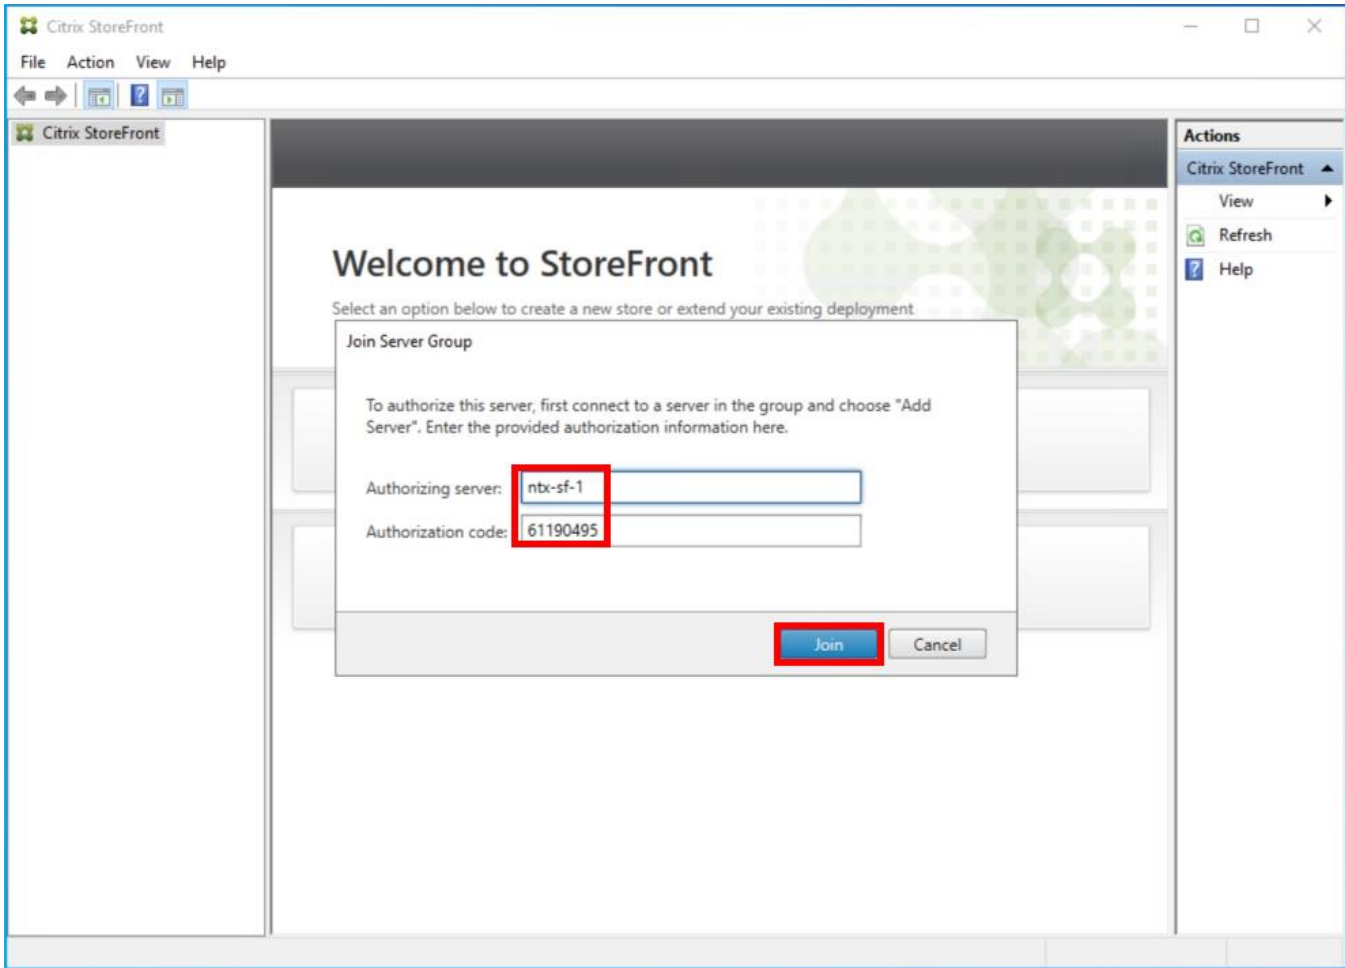 Citrix StoreFront
File Action View Help
Citrix StoreFront
Welcome to StoreFront
Select an option below to create a new store or extend your existing deployment
Join Server Group
To authorize this server, first connect to a server in the group and choose "Add
Server". Enter the provided authorization information here.
Authorizing server: ntx-sf-1
Authorization code: 61190495
Join Cancel
Actions
Citrix StoreFront
View
Refresh
Help